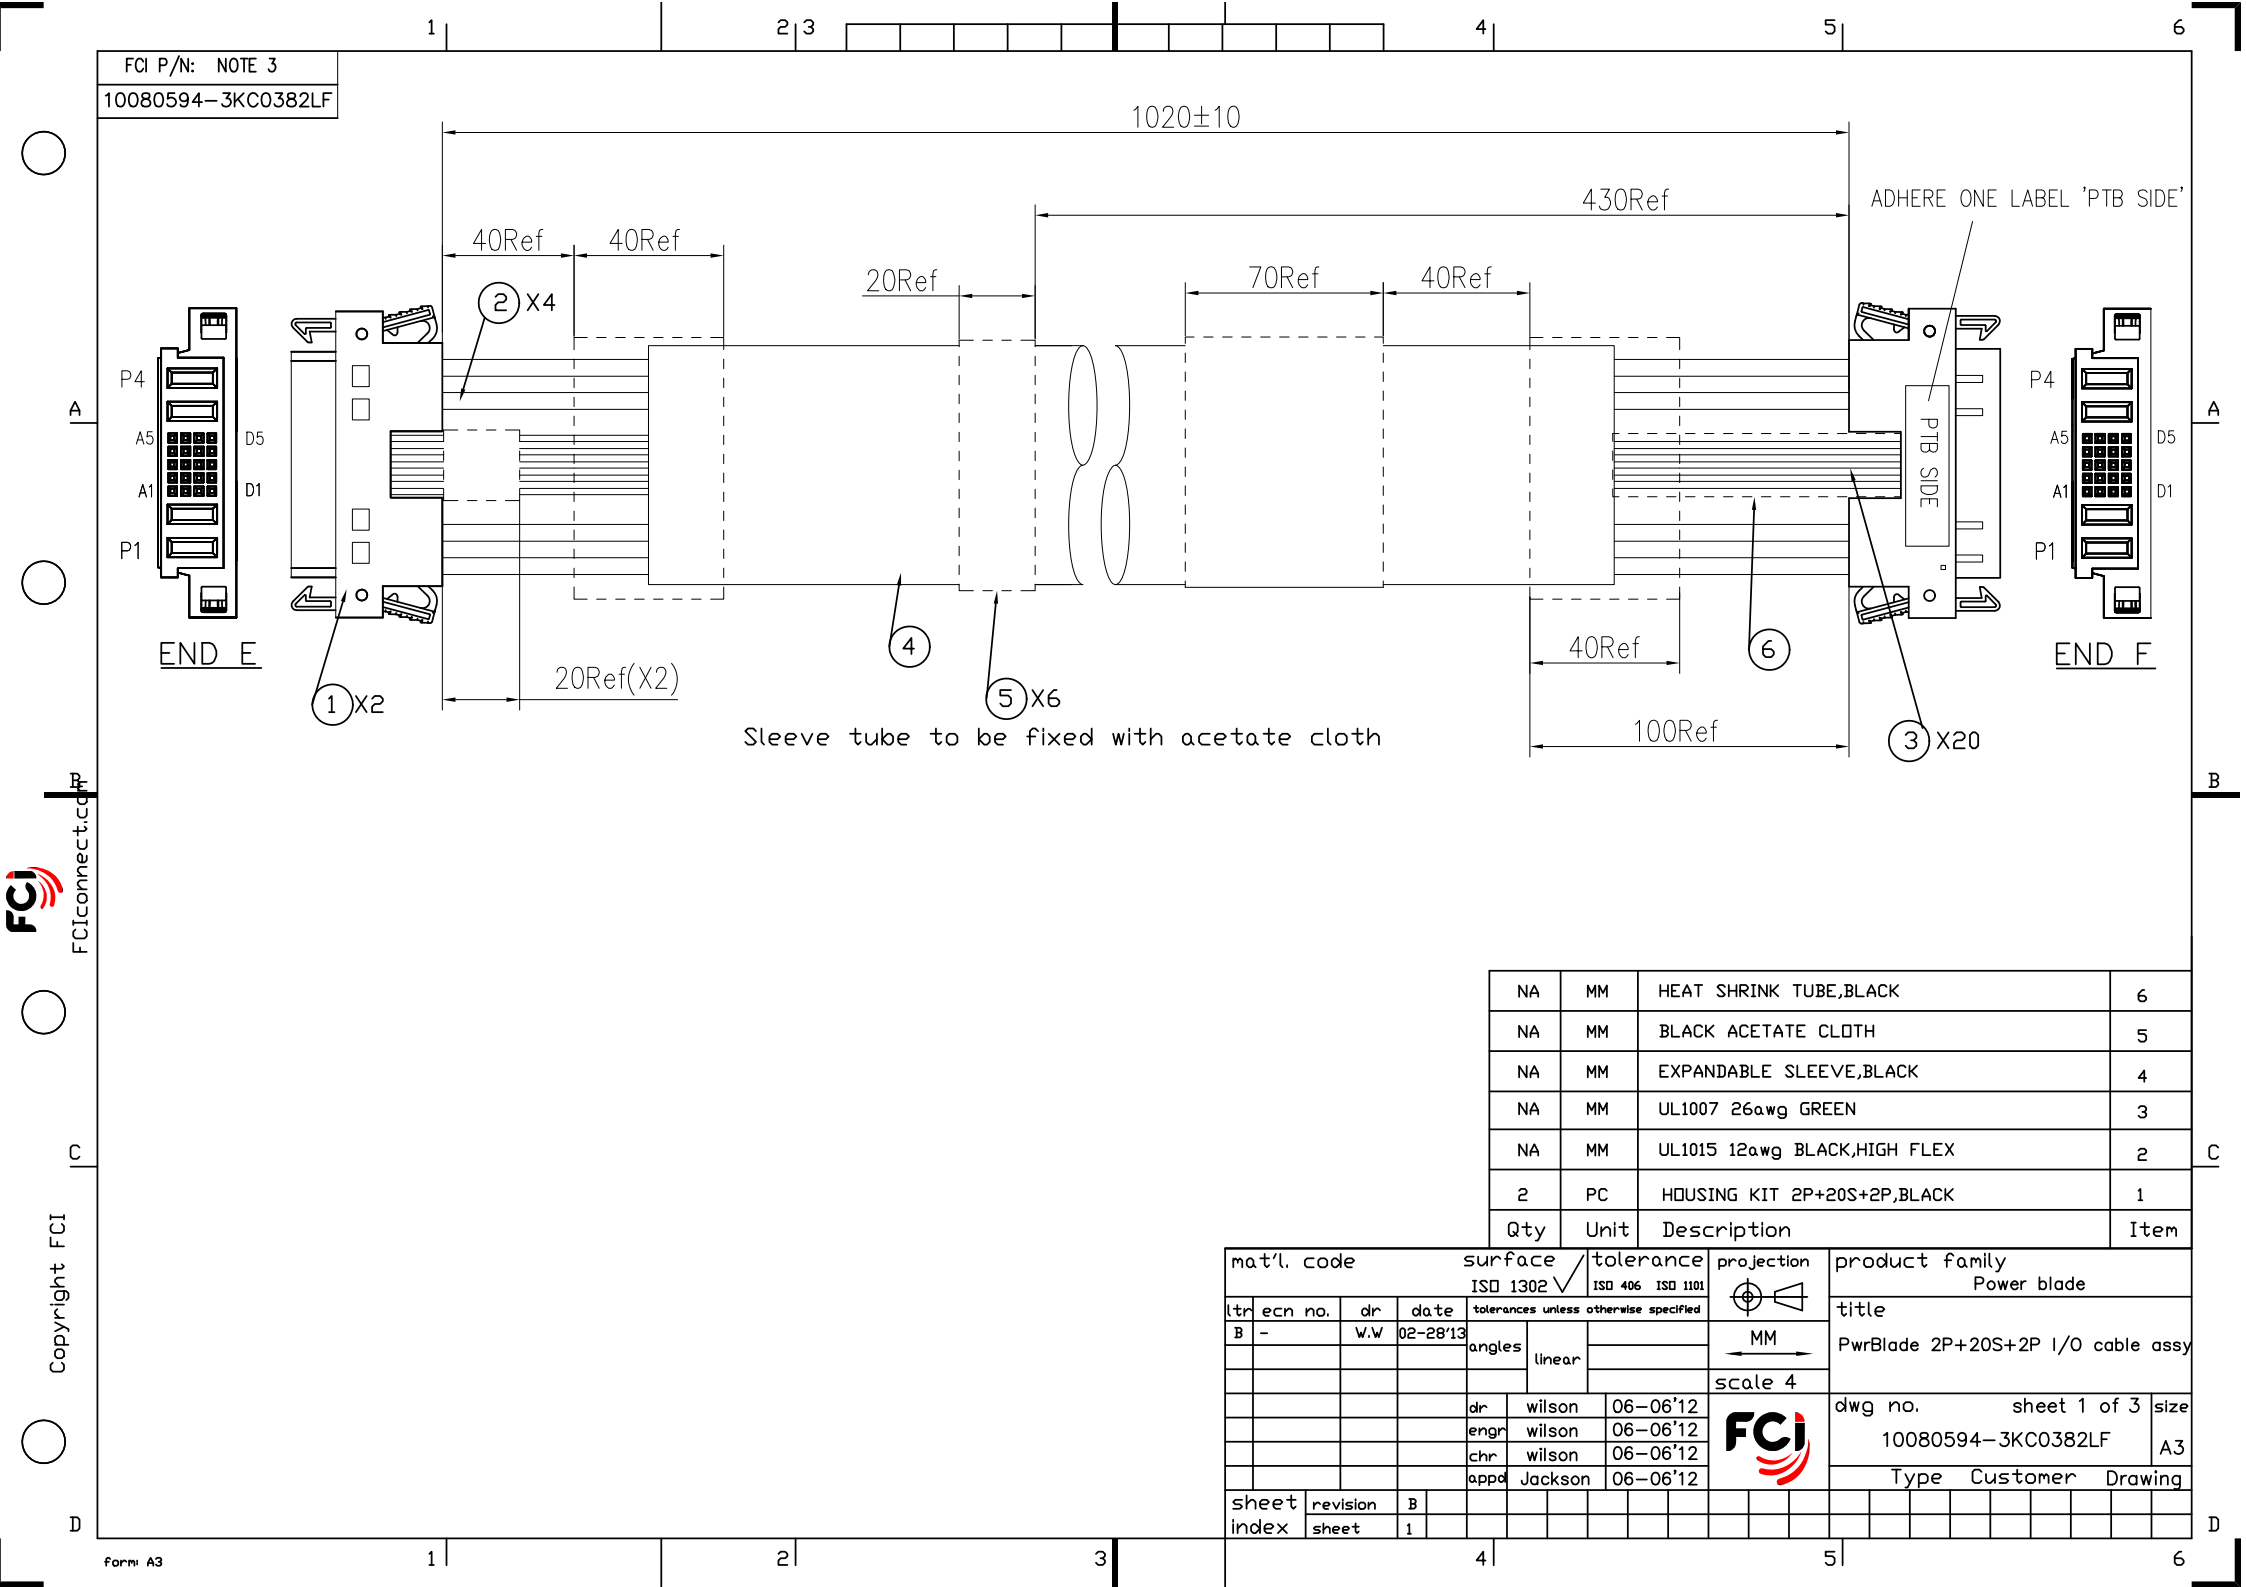 1 2 3 4 5 6
FCI P/N: NOTE 3
10080594-3KC0382LF
1020±10
430Ref
ADHERE ONE LABEL 'PTB SIDE'
40Ref 40Ref
20Ref
70Ref 40Ref
2 X4
P4
A5 D5
A1 D1
P1
END E
PTB SIDE
P4
A5 D5
A1 D1
P1
END F
A
A
4
6
40Ref
20Ref(X2)
1 X2
5 X6
100Ref
3 X20
Sleeve tube to be fixed with acetate cloth
B
B
FCIconnect.com
FCI
NA MM HEAT SHRINK TUBE,BLACK 6
NA MM BLACK ACETATE CLOTH 5
NA MM EXPANDABLE SLEEVE,BLACK 4
NA MM UL1007 26awg GREEN 3
NA MM UL1015 12awg BLACK,HIGH FLEX 2
2 PC HOUSING KIT 2P+20S+2P,BLACK 1
Qty Unit Description Item
C
C
Copyright FCI
mat'l. code
surface
ISO 1302
tolerance
ISO 406 ISO 1101
projection
product family
Power blade
ltr ecn no. dr date
tolerances unless otherwise specified
title
B - W.W 02-28'13
angles
linear
MM
PwrBlade 2P+20S+2P I/O cable assy
scale 4
dr wilson 06-06'12
engr wilson 06-06'12
chr wilson 06-06'12
appd Jackson 06-06'12
FCI
dwg no. sheet 1 of 3 size
10080594-3KC0382LF
A3
Type Customer Drawing
sheet index
revision B
sheet 1
D
D
form: A3
1 2 3 4 5 6